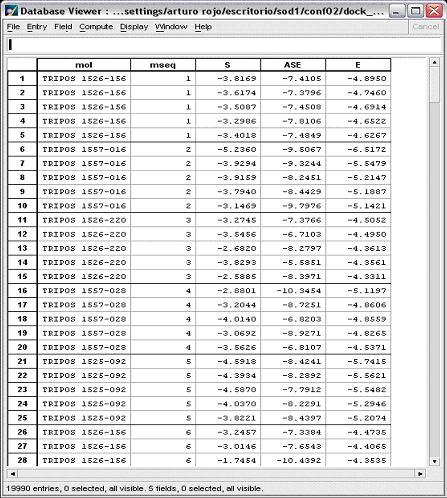 Database Viewer : ...settings/arturo rojo/escritorio/sod1/conf02/dock_...
File Entry Field Compute Display Window Help Cancel
mol mseq S ASE E
1 TRIPOS 1526-156 1 -3.8169 -7.4105 -4.8950
2 TRIPOS 1526-156 1 -3.6174 -7.3796 -4.7460
3 TRIPOS 1526-156 1 -3.5087 -7.4508 -4.6914
4 TRIPOS 1526-156 1 -3.2986 -7.8106 -4.6522
5 TRIPOS 1526-156 1 -3.4018 -7.4849 -4.6267
6 TRIPOS 1557-016 2 -5.2360 -9.5067 -6.5172
7 TRIPOS 1557-016 2 -3.9294 -9.3244 -5.5479
8 TRIPOS 1557-016 2 -3.9159 -8.2451 -5.2147
9 TRIPOS 1557-016 2 -3.7940 -8.4429 -5.1887
10 TRIPOS 1557-016 2 -3.1469 -9.7976 -5.1421
11 TRIPOS 1526-220 3 -3.2745 -7.3766 -4.5052
12 TRIPOS 1526-220 3 -3.5456 -6.7103 -4.4950
13 TRIPOS 1526-220 3 -2.6820 -8.2797 -4.3613
14 TRIPOS 1526-220 3 -3.8293 -5.5851 -4.3561
15 TRIPOS 1526-220 3 -2.5885 -8.3971 -4.3311
16 TRIPOS 1557-028 4 -2.8801 -10.3454 -5.1197
17 TRIPOS 1557-028 4 -3.2044 -8.7251 -4.8606
18 TRIPOS 1557-028 4 -4.0140 -6.8203 -4.8559
19 TRIPOS 1557-028 4 -3.0692 -8.9271 -4.8265
20 TRIPOS 1557-028 4 -3.5626 -6.8107 -4.5371
21 TRIPOS 1525-092 5 -4.5918 -8.4241 -5.7415
22 TRIPOS 1525-092 5 -4.3934 -8.2892 -5.5621
23 TRIPOS 1525-092 5 -4.5870 -7.7912 -5.5482
24 TRIPOS 1525-092 5 -4.0370 -8.2291 -5.2946
25 TRIPOS 1525-092 5 -3.8221 -8.4397 -5.2074
26 TRIPOS 1526-156 6 -3.2457 -7.3384 -4.4735
27 TRIPOS 1526-156 6 -3.0146 -7.6543 -4.4065
28 TRIPOS 1526-156 6 -1.7454 -10.4392 -4.3535
19990 entries, 0 selected, all visible. 5 fields, 0 selected, all visible.